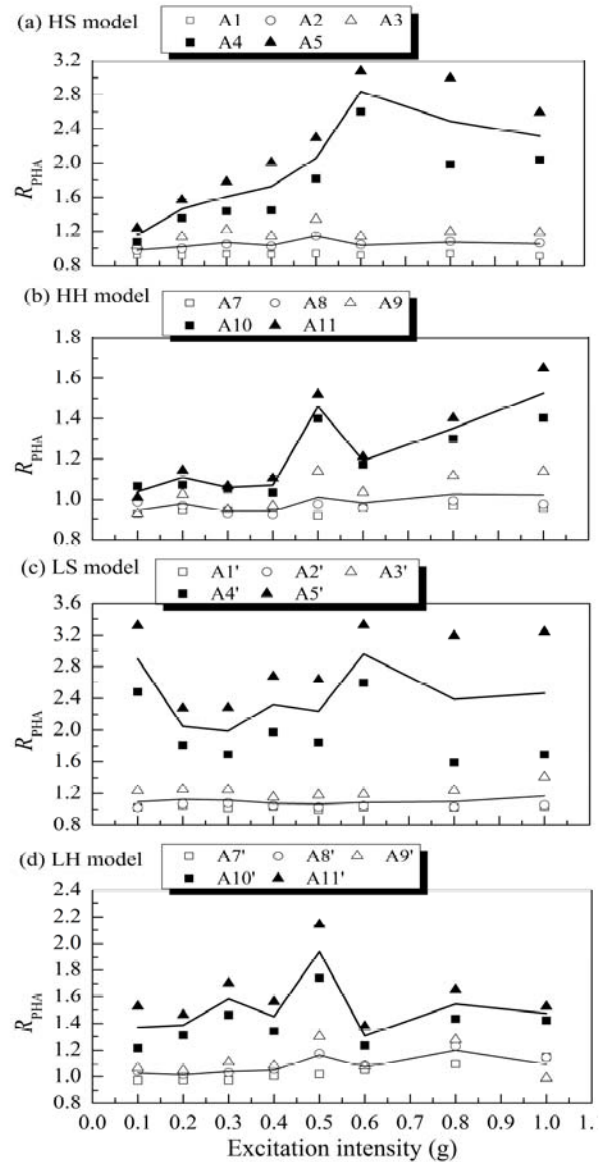 (a) HS model
A1 A2 A3
A4 A5
3.2
2.8
2.4
2.0
1.6
1.2
0.8
R_PHA
(b) HH model
A7 A8 A9
A10 A11
1.8
1.6
1.4
1.2
1.0
0.8
R_PHA
(c) LS model
A1' A2' A3'
A4' A5'
3.6
3.2
2.8
2.4
2.0
1.6
1.2
0.8
R_PHA
(d) LH model
A7' A8' A9'
A10' A11'
2.4
2.2
2.0
1.8
1.6
1.4
1.2
1.0
0.8
R_PHA
0.0 0.1 0.2 0.3 0.4 0.5 0.6 0.7 0.8 0.9 1.0 1.
Excitation intensity (g)